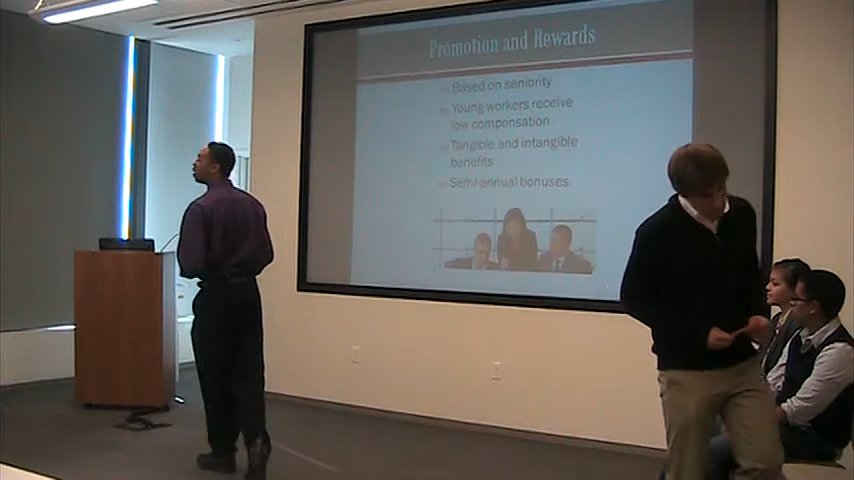 Promotion and Rewards
Based on seniority
Young workers receive
low compensation
Tangible and intangible
benefits
Semi-annual bonuses